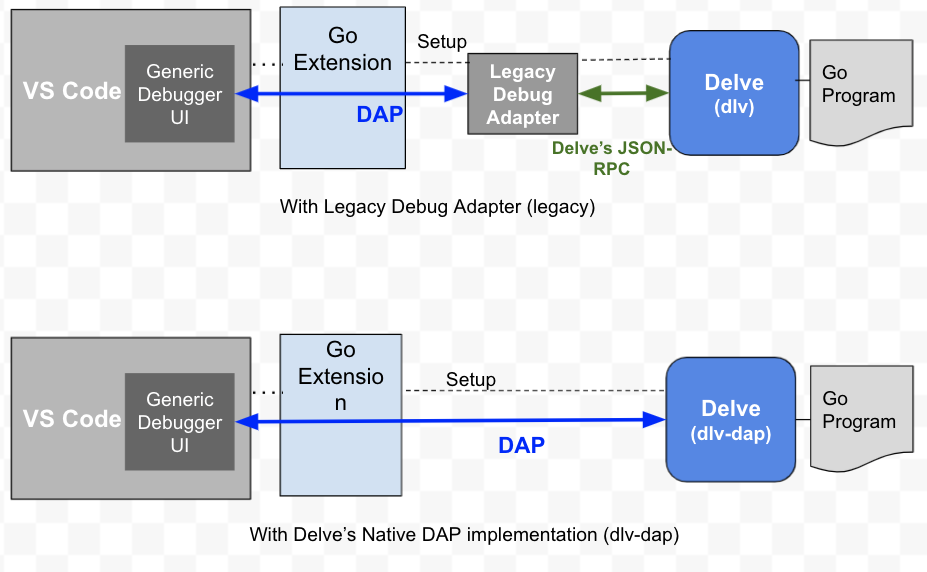 VS Code
Generic
Debugger
UI
Go
Extension
DAP
Setup
Legacy
Debug
Adapter
Delve's JSON-
RPC
Delve
(dlv)
Go
Program
With Legacy Debug Adapter (legacy)
VS Code
Generic
Debugger
UI
Go
Extensio
n
Setup
DAP
Delve
(dlv-dap)
Go
Program
With Delve's Native DAP implementation (dlv-dap)